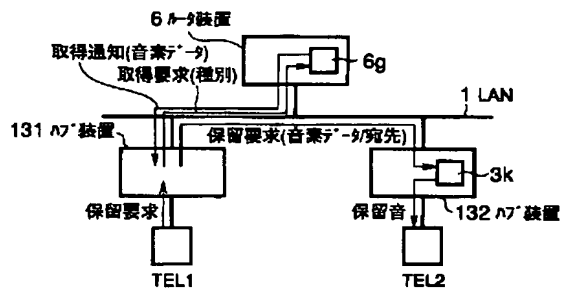 6 ルータ装置
取得通知(音素データ)
6g
取得要求(種別)
1 LAN
131 ハブ装置
保留要求(音素データ/宛先)
3k
保留要求
保留音
132 ハブ装置
TEL1
TEL2